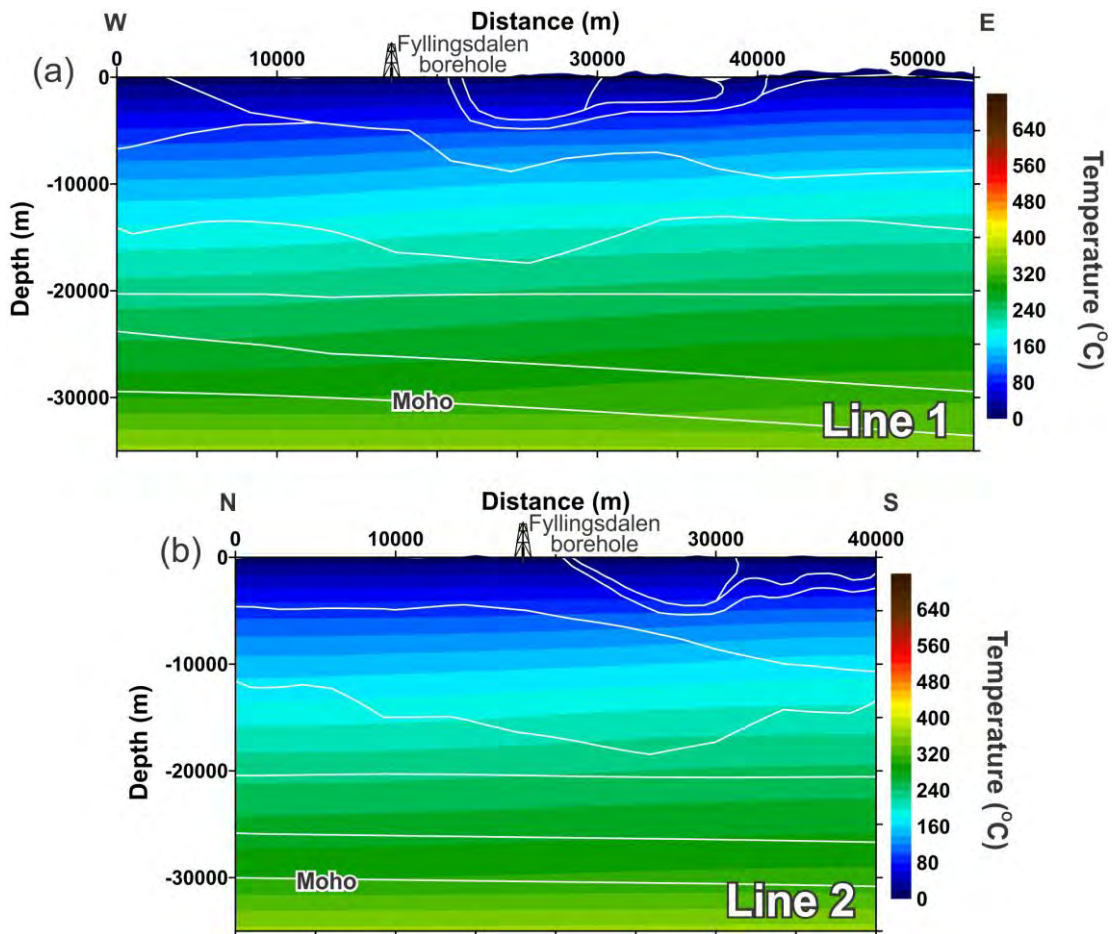 W
Distance (m)
E
0
10000
Fyllingsdalen
borehole
30000
40000
50000
(a)
0
-10000
-20000
-30000
Depth (m)
Moho
Line 1
640
560
480
400
320
240
160
80
0
Temperature (°C)
N
Distance (m)
S
0
10000
Fyllingsdalen
borehole
30000
40000
(b)
0
-10000
-20000
-30000
Depth (m)
Moho
Line 2
640
560
480
400
320
240
160
80
0
Temperature (°C)